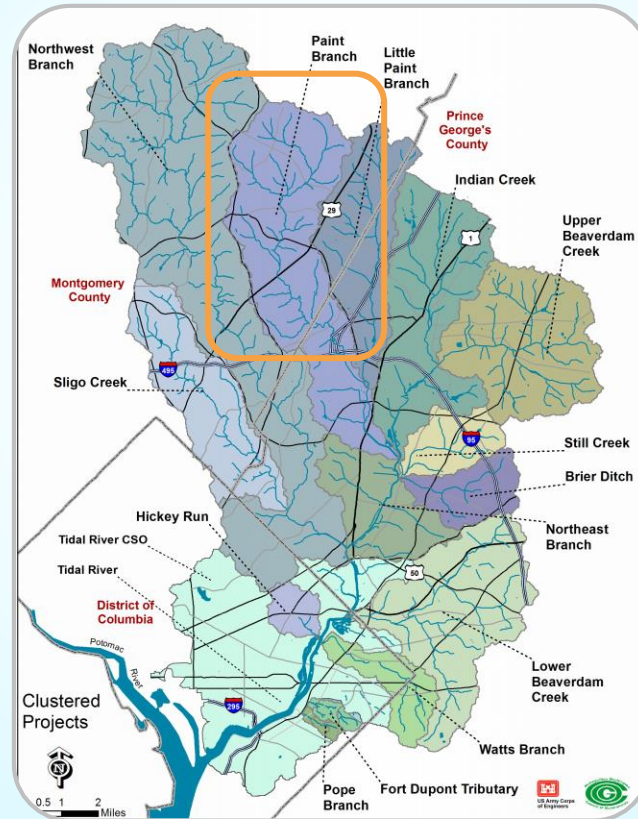 Northwest
Branch
Paint
Branch
Little
Paint
Branch
Prince
George's
County
Indian Creek
29
1
Upper
Beaverdam
Creek
Montgomery
County
495
Sligo Creek
95
Still Creek
Brier Ditch
Hickey Run
Northeast
Branch
Tidal River CSO
Tidal River
50
District of
Columbia
Potomac
River
Lower
Beaverdam
Creek
Clustered
Projects
295
Watts Branch
N
Fort Dupont Tributary
Pope
Branch
0.5 1 2
Miles
US Army Corps
of Engineers